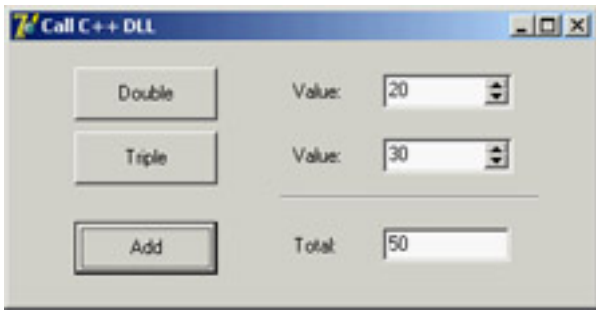 Call C++ DLL
Double
Value: 20
Triple
Value: 30
Add
Total: 50